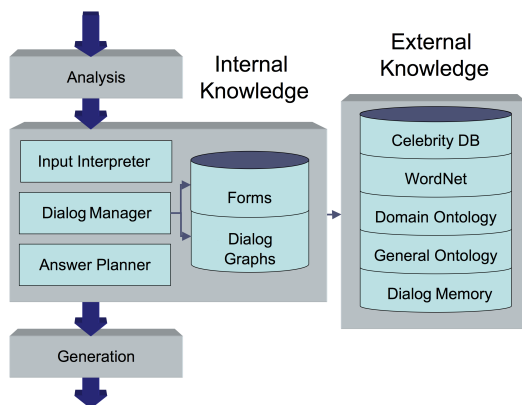 Analysis
Internal
Knowledge
External
Knowledge
Input Interpreter
Dialog Manager
Answer Planner
Forms
Dialog
Graphs
Celebrity DB
WordNet
Domain Ontology
General Ontology
Dialog Memory
Generation